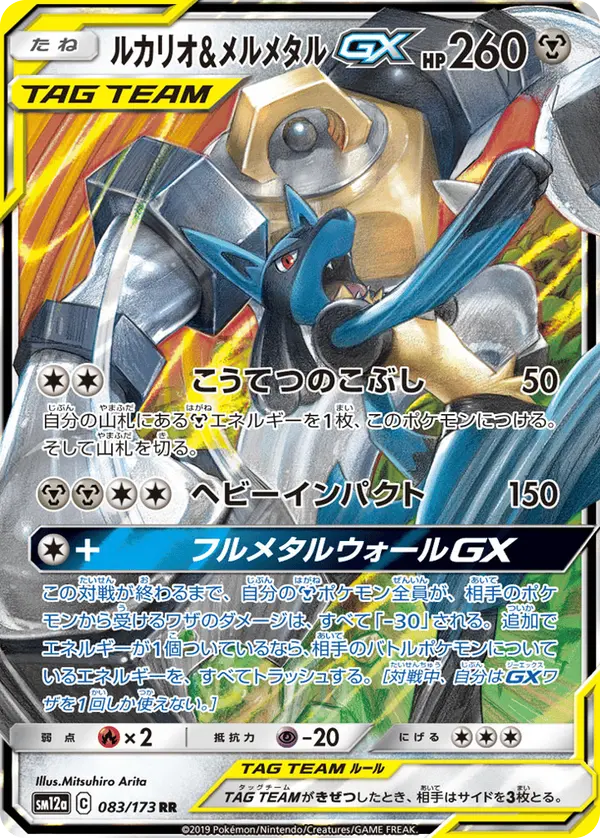 たね ルカリオ&メルメタルGX HP260
TAG TEAM
こうてつのこぶし 50
自分の山札にあるエネルギーを1枚、このポケモンにつける。
そして山札を切る。
ヘビーインパクト 150
+ フルメタルウォールGX
この対戦が終わるまで、自分のポケモン全員が、相手のポケ
モンから受けるワザのダメージは、すべて「-30」される。追加で
エネルギーが1個ついているなら、相手のバトルポケモンについて
いるエネルギーを、すべてトラッシュする。[対戦中、自分はGXワ
ザを1回しか使えない。]
弱点 ×2 抵抗力 -20 にげる
Illus.Mitsuhiro Arita
TAG TEAM ルール
sm12a C 083/173 RR
TAG TEAMがきぜつしたとき、相手はサイドを3枚とる。
©2019 Pokémon/Nintendo/Creatures/GAME FREAK.